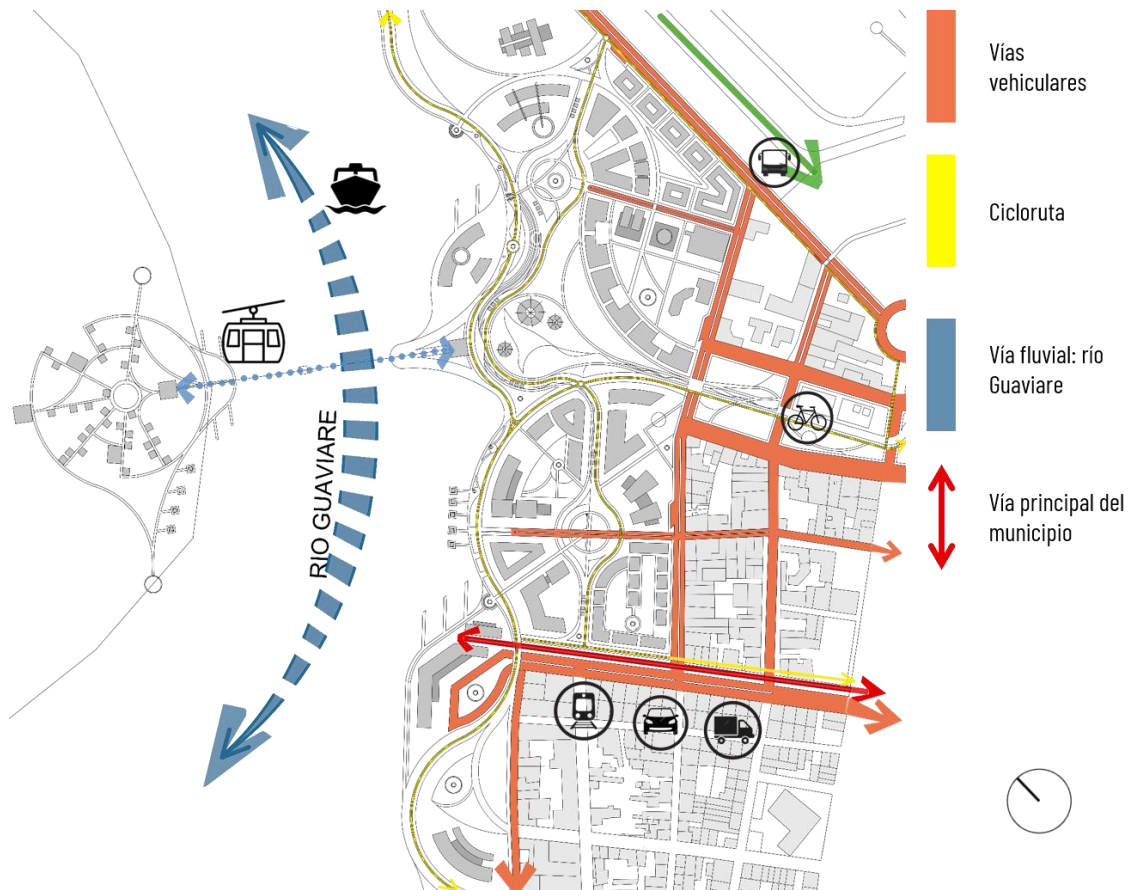 Vías
vehiculares
Cicloruta
Vía fluvial: río
Guaviare
Vía principal del
municipio
RIO GUAVIARE